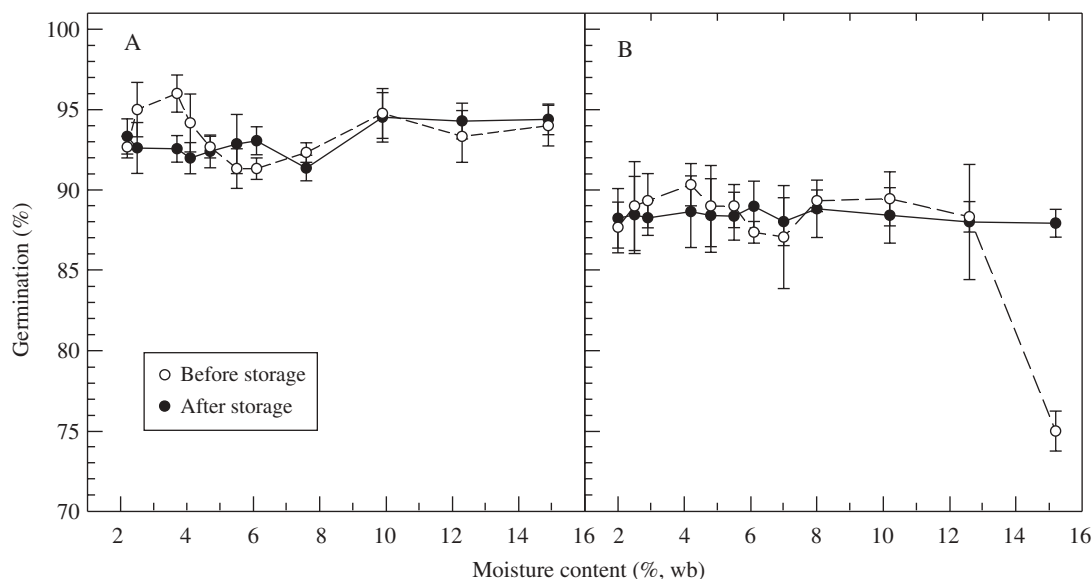 100
95
90
85
80
75
70
Germination (%)
A
B
Before storage
After storage
2 4 6 8 10 12 14 16
2 4 6 8 10 12 14 16
Moisture content (%, wb)